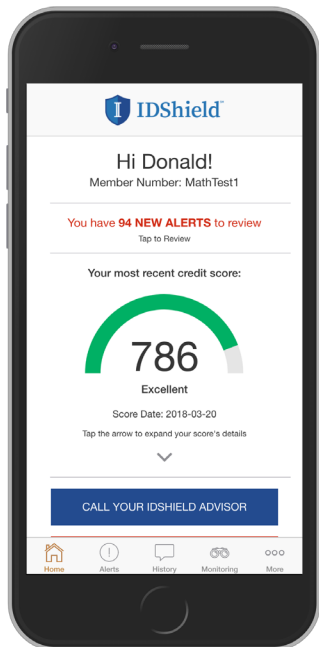 IDShield™
Hi Donald!
Member Number: MathTest1
You have 94 NEW ALERTS to review
Tap to Review
Your most recent credit score:
786
Excellent
Score Date: 2018-03-20
Tap the arrow to expand your score's details
CALL YOUR IDSHIELD ADVISOR
Home Alerts History Monitoring More